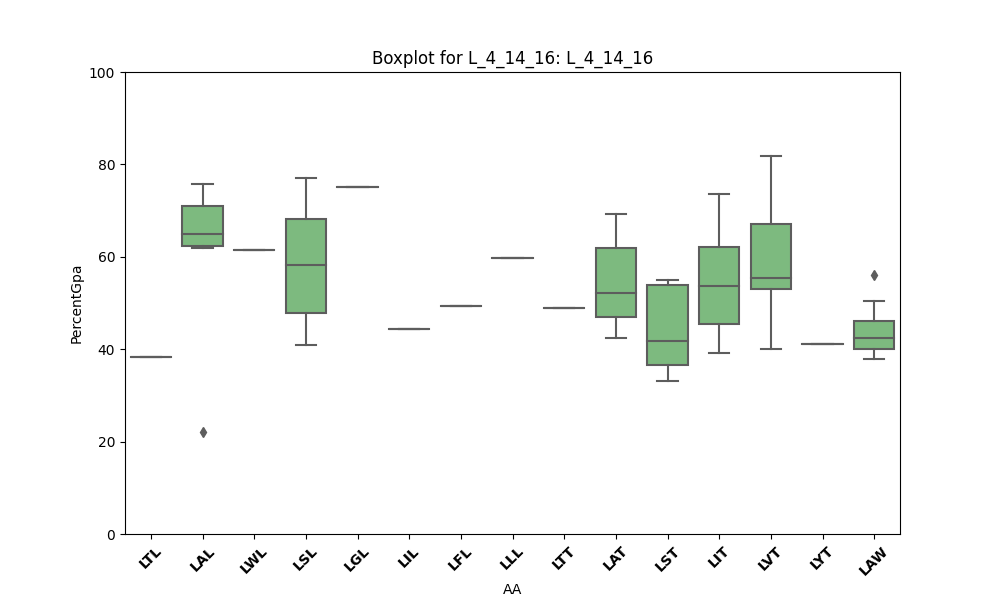 Boxplot for L_4_14_16: L_4_14_16
100
80
60
40
20
0
PercentGpa
LTL LAL LWL LSL LGL LIL LFL LLL LTT LAT LST LIT LVT LYT LAW
AA